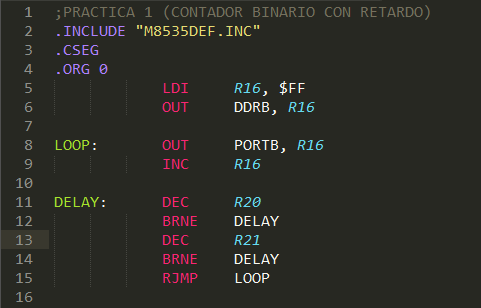 1 ;PRACTICA 1 (CONTADOR BINARIO CON RETARDO)
2 .INCLUDE "M8535DEF.INC"
3 .CSEG
4 .ORG 0
5 LDI R16, $FF
6 OUT DDRB, R16
7
8 LOOP: OUT PORTB, R16
9 INC R16
10
11 DELAY: DEC R20
12 BRNE DELAY
13 DEC R21
14 BRNE DELAY
15 RJMP LOOP
16